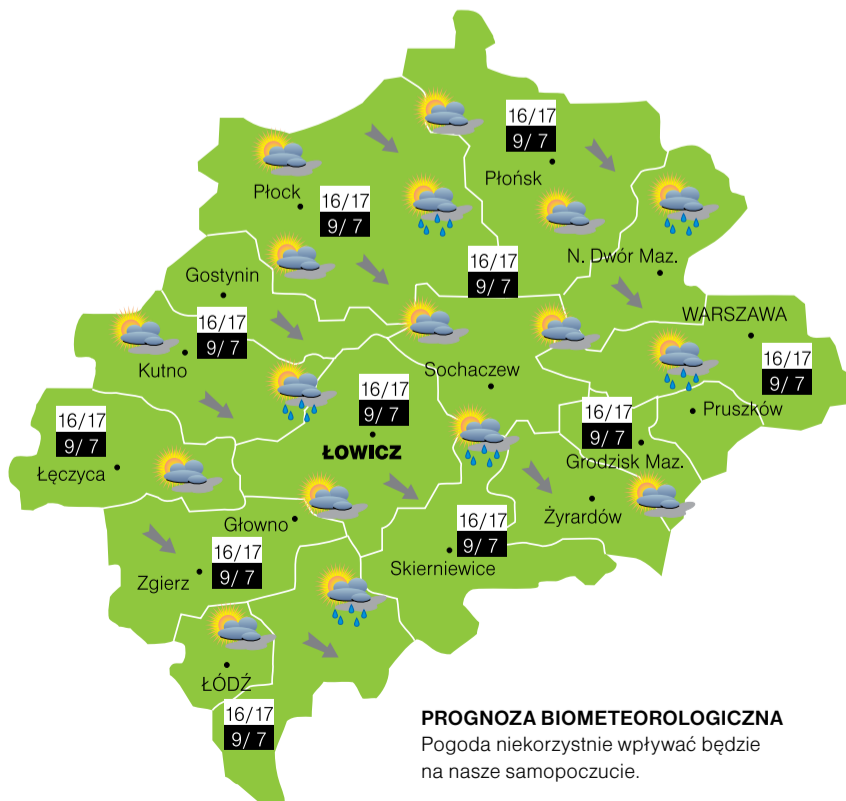 16/17
9/ 7
Płońsk
Płock
16/17
9/ 7
N. Dwór Maz.
16/17
9/ 7
Gostynin
WARSZAWA
16/17
9/ 7
Kutno
Sochaczew
16/17
9/ 7
16/17
9/ 7
ŁOWICZ
16/17
9/ 7
Pruszków
16/17
9/ 7
Łęczyca
Grodzisk Maz.
Głowno
Żyrardów
16/17
9/ 7
Skierniewice
16/17
9/ 7
Zgierz
ŁÓDŹ
16/17
9/ 7
PROGNOZA BIOMETEOROLOGICZNA
Pogoda niekorzystnie wpływać będzie
na nasze samopoczucie.